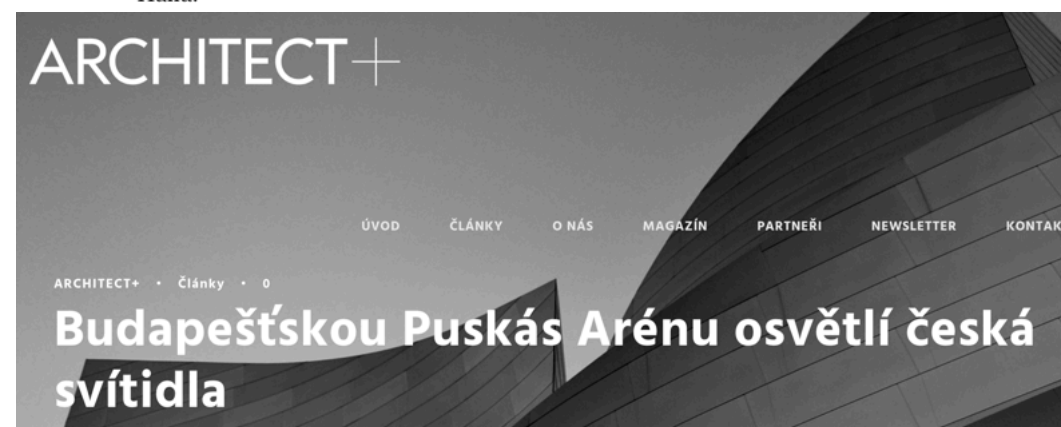 ARCHITECT+
ÚVOD ČLÁNKY O NÁS MAGAZÍN PARTNEŘI NEWSLETTER KONTAK
ARCHITECT+ • Články • 0
Budapešťskou Puskás Arénu osvětlí česká
svítidla